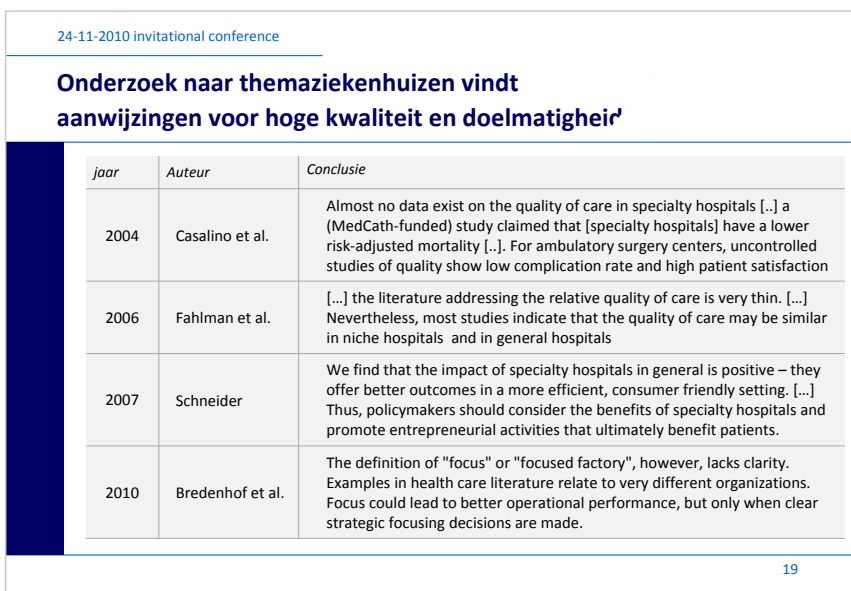 24-11-2010 invitational conference
Onderzoek naar themaziekenhuizen vindt
aanwijzingen voor hoge kwaliteit en doelmatigheid
jaar Auteur Conclusie
2004 Casalino et al.
Almost no data exist on the quality of care in specialty hospitals [..] a
(MedCath-funded) study claimed that [specialty hospitals] have a lower
risk-adjusted mortality [..]. For ambulatory surgery centers, uncontrolled
studies of quality show low complication rate and high patient satisfaction
2006 Fahlman et al.
[…] the literature addressing the relative quality of care is very thin. […]
Nevertheless, most studies indicate that the quality of care may be similar
in niche hospitals and in general hospitals
2007 Schneider
We find that the impact of specialty hospitals in general is positive – they
offer better outcomes in a more efficient, consumer friendly setting. […]
Thus, policymakers should consider the benefits of specialty hospitals and
promote entrepreneurial activities that ultimately benefit patients.
2010 Bredenhof et al.
The definition of "focus" or "focused factory", however, lacks clarity.
Examples in health care literature relate to very different organizations.
Focus could lead to better operational performance, but only when clear
strategic focusing decisions are made.
19